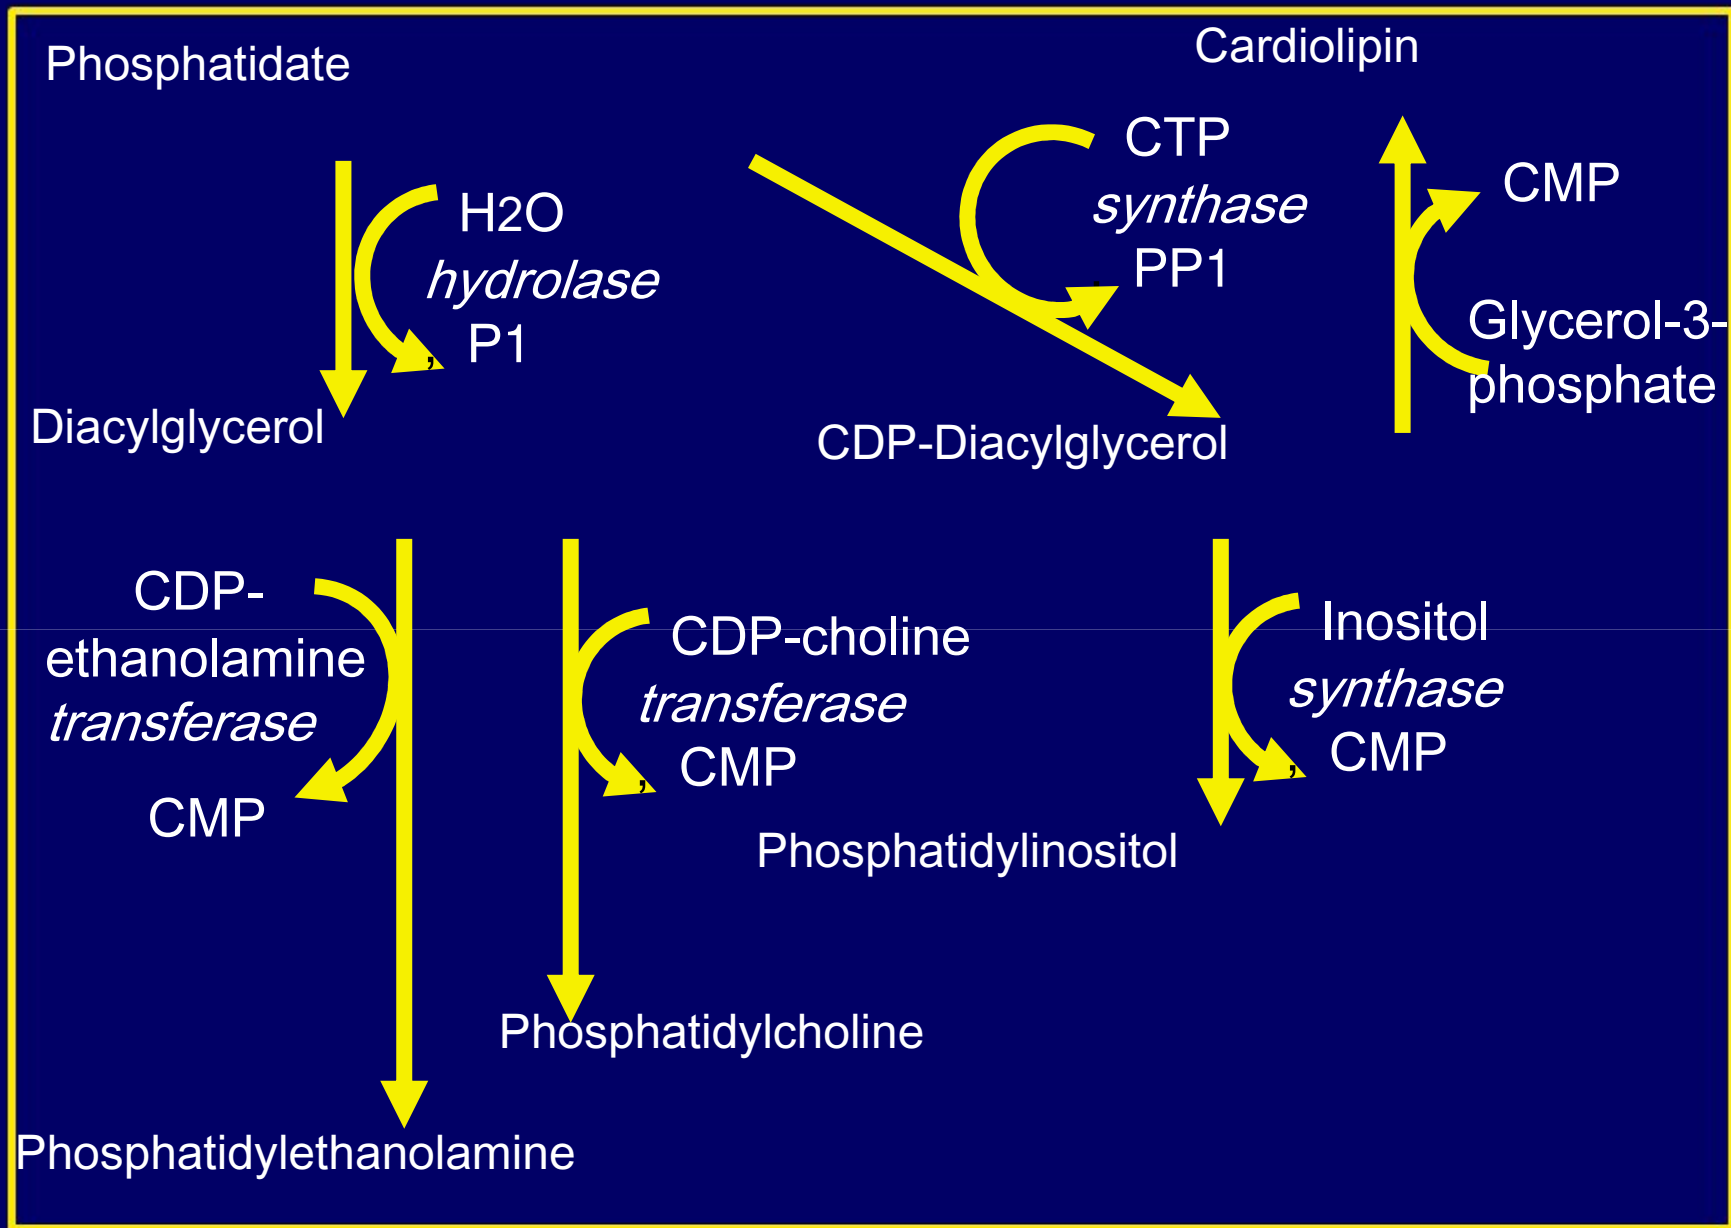 Phosphatidate
Cardiolipin
H2O
hydrolase
P1
,
CTP
synthase
PP1
CMP
Glycerol-3-
phosphate
Diacylglycerol
CDP-Diacylglycerol
CDP-
ethanolamine
transferase
CMP
CDP-choline
transferase
CMP
,
Inositol
synthase
CMP
,
Phosphatidylinositol
Phosphatidylcholine
Phosphatidylethanolamine